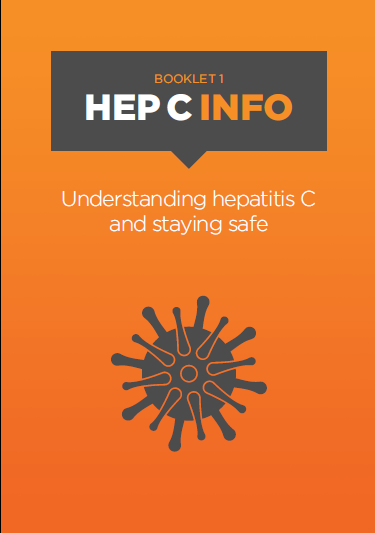 BOOKLET 1
HEP C INFO
Understanding hepatitis C
and staying safe